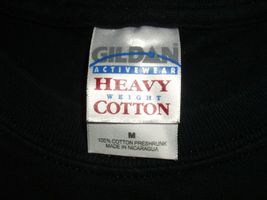 GILDAN
ACTIVEWEAR
HEAVY
WEIGHT
COTTON
M
100% COTTON PRESHRUNK
MADE IN NICARAGUA